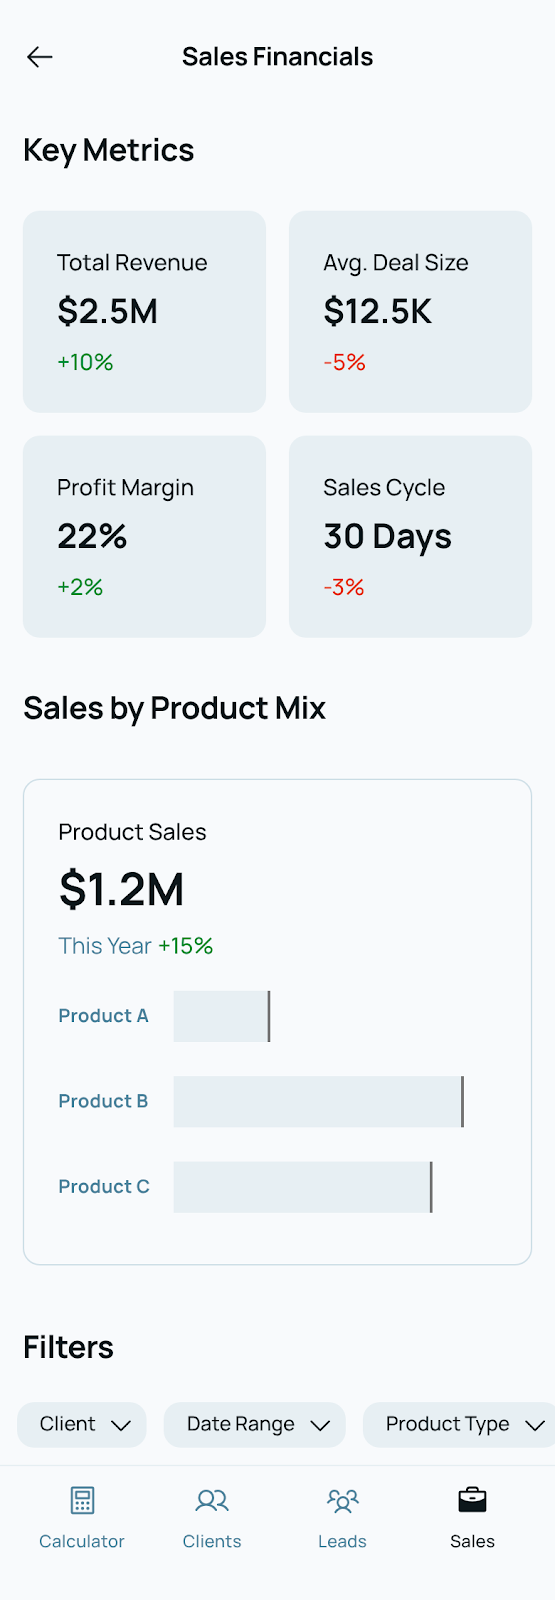 Sales Financials
Key Metrics
Total Revenue
$2.5M
+10%
Avg. Deal Size
$12.5K
-5%
Profit Margin
22%
+2%
Sales Cycle
30 Days
-3%
Sales by Product Mix
Product Sales
$1.2M
This Year +15%
Product A
Product B
Product C
Filters
Client
Date Range
Product Type
Calculator
Clients
Leads
Sales